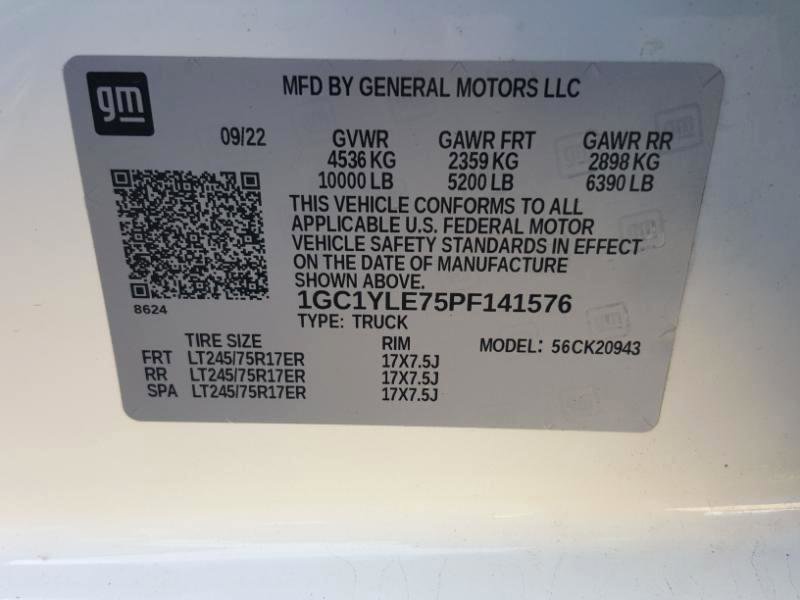 gm
MFD BY GENERAL MOTORS LLC
09/22 GVWR GAWR FRT GAWR RR
4536 KG 2359 KG 2898 KG
10000 LB 5200 LB 6390 LB
THIS VEHICLE CONFORMS TO ALL
APPLICABLE U.S. FEDERAL MOTOR
VEHICLE SAFETY STANDARDS IN EFFECT
ON THE DATE OF MANUFACTURE
SHOWN ABOVE.
8624
1GC1YLE75PF141576
TYPE: TRUCK
TIRE SIZE RIM MODEL: 56CK20943
FRT LT245/75R17ER 17X7.5J
RR LT245/75R17ER 17X7.5J
SPA LT245/75R17ER 17X7.5J